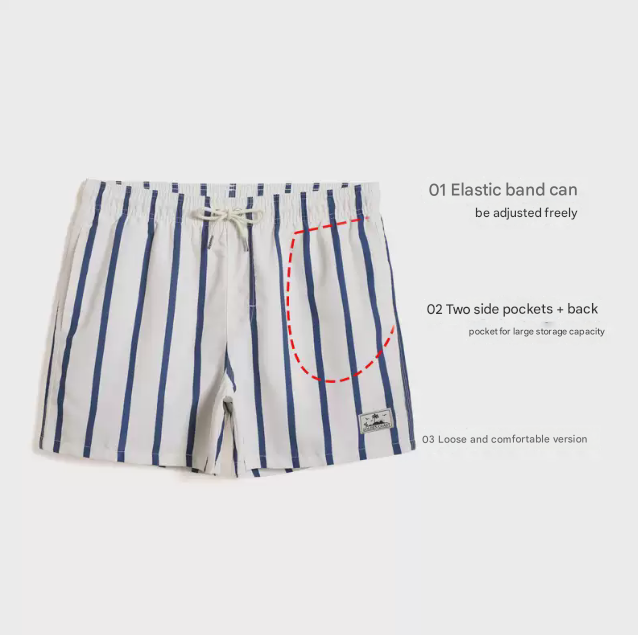 01 Elastic band can
be adjusted freely
02 Two side pockets + back
pocket for large storage capacity
03 Loose and comfortable version